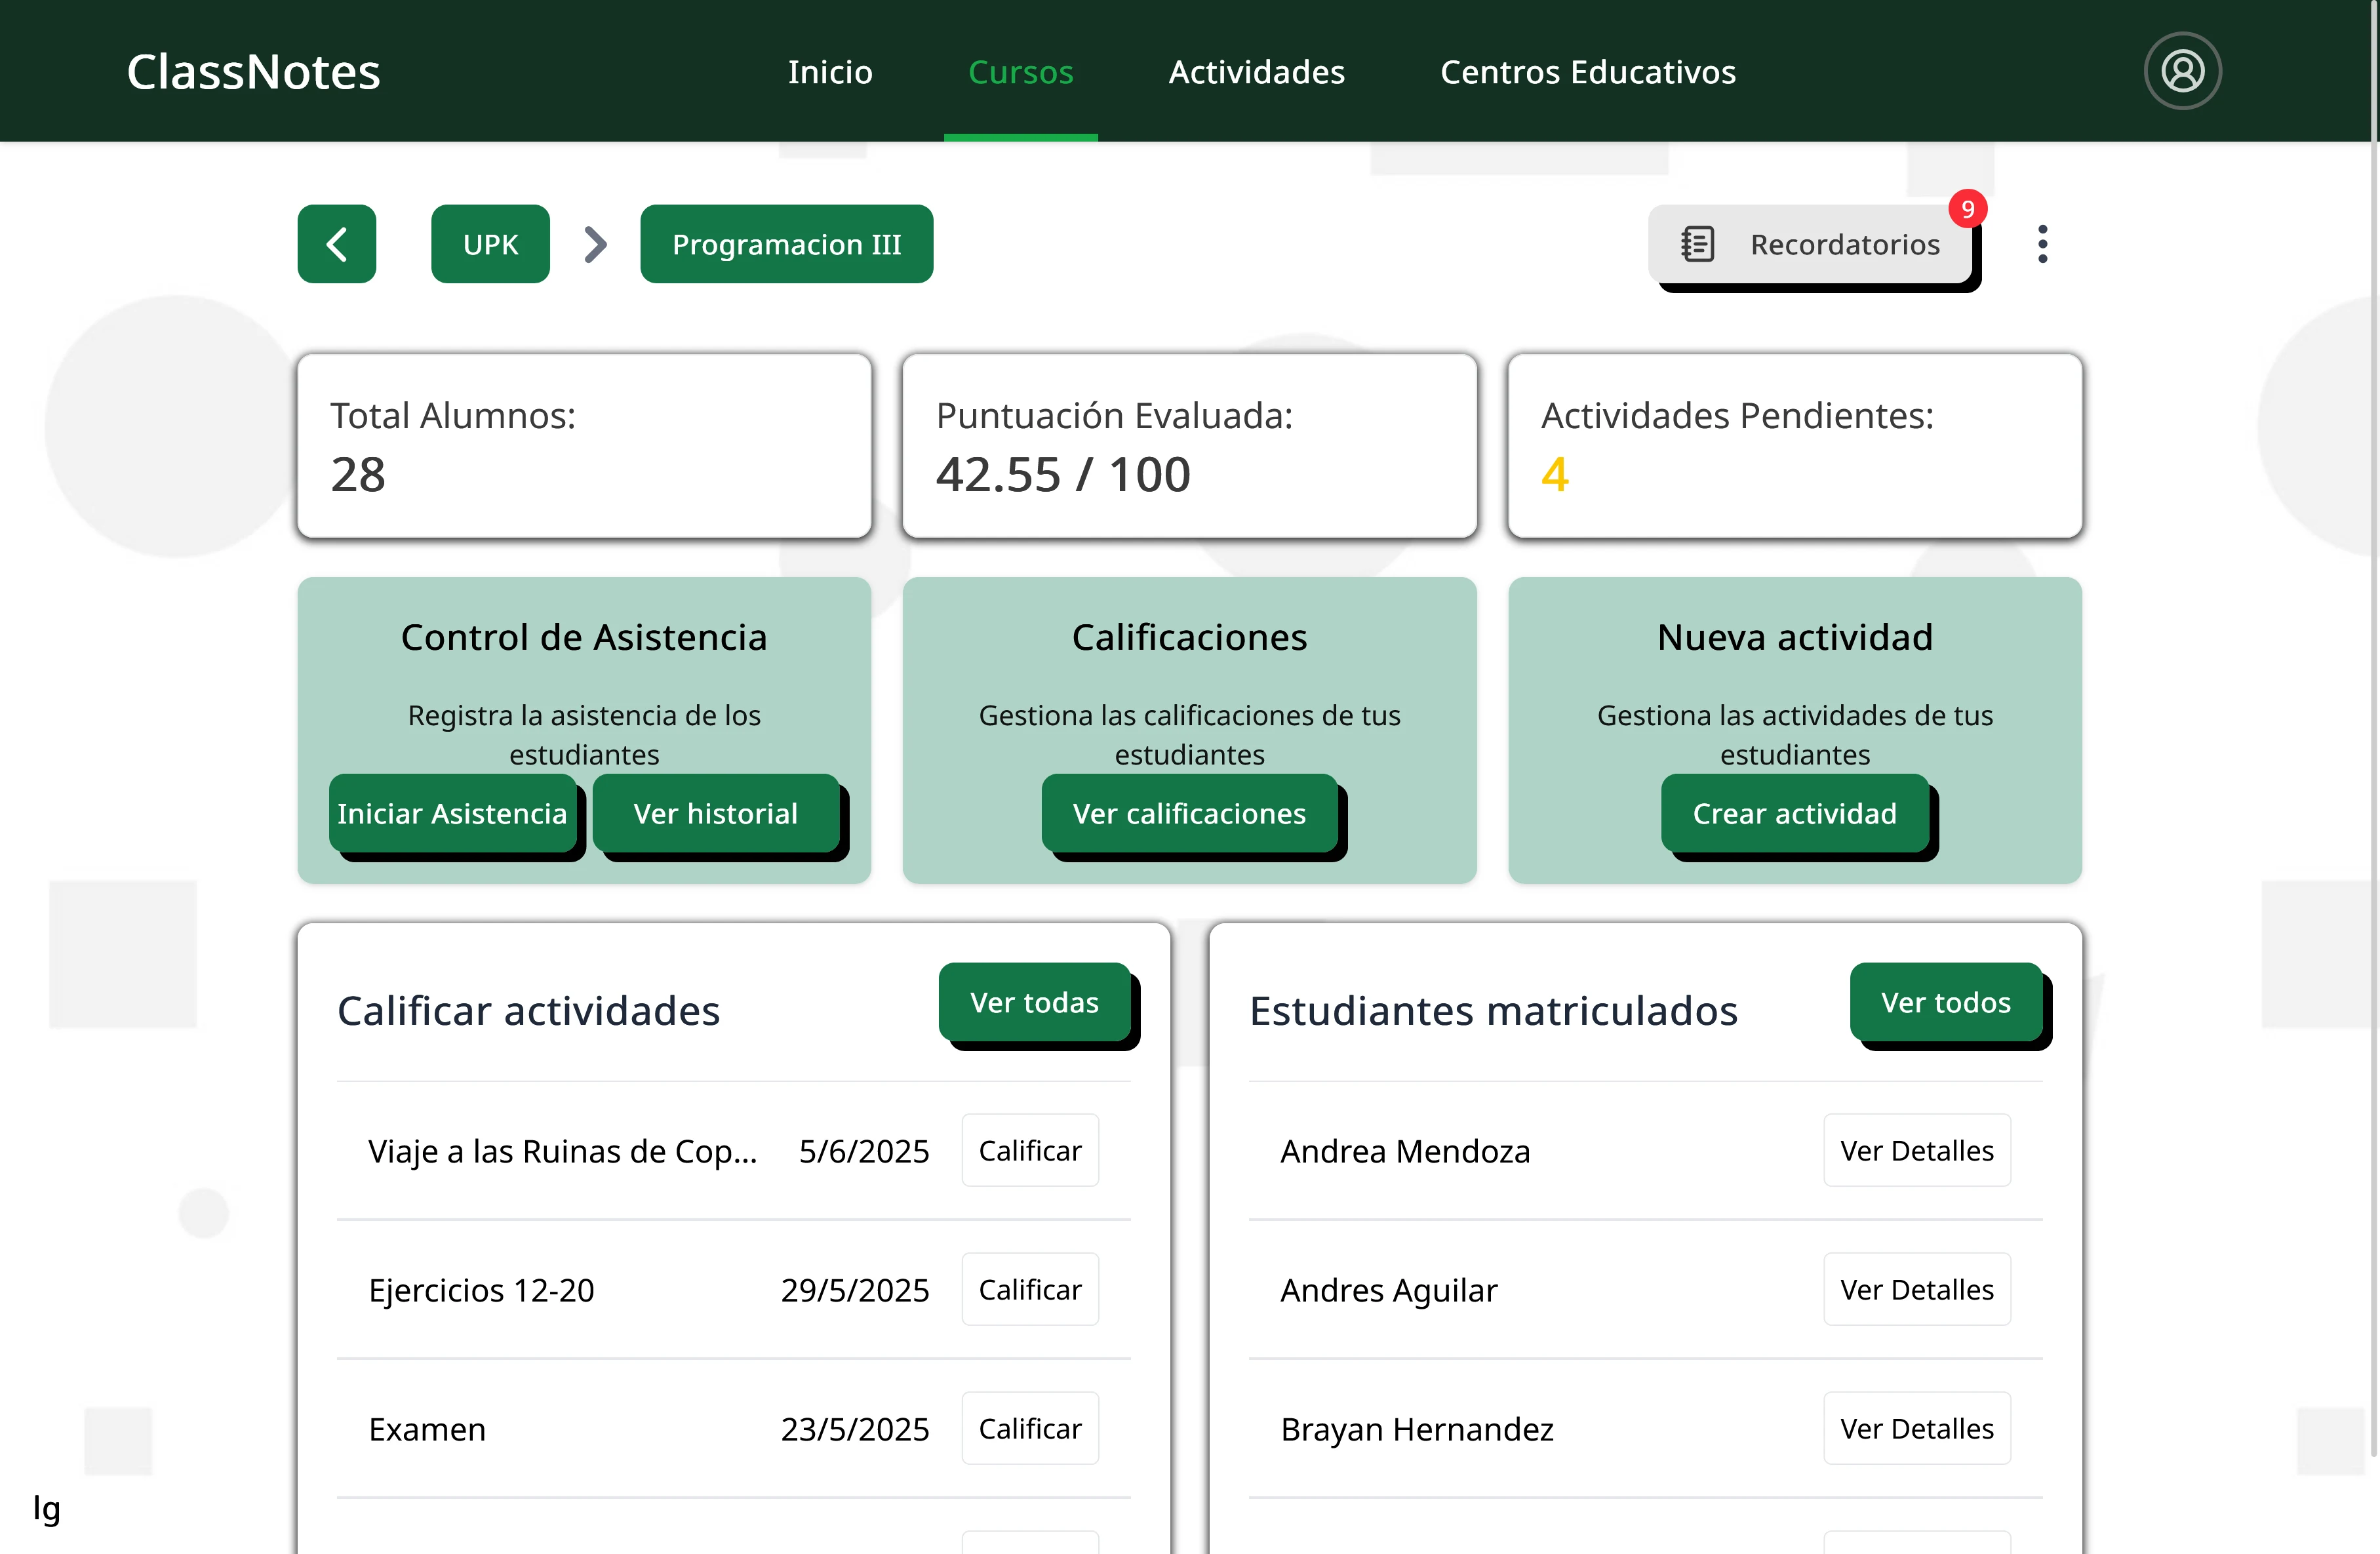 ClassNotes
Inicio
Cursos
Actividades
Centros Educativos
UPK
Programacion III
Recordatorios
9
Total Alumnos:
28
Puntuación Evaluada:
42.55 / 100
Actividades Pendientes:
4
Control de Asistencia
Registra la asistencia de los
estudiantes
Iniciar Asistencia
Ver historial
Calificaciones
Gestiona las calificaciones de tus
estudiantes
Ver calificaciones
Nueva actividad
Gestiona las actividades de tus
estudiantes
Crear actividad
Calificar actividades
Ver todas
Viaje a las Ruinas de Cop... 5/6/2025 Calificar
Ejercicios 12-20 29/5/2025 Calificar
Examen 23/5/2025 Calificar
Estudiantes matriculados
Ver todos
Andrea Mendoza Ver Detalles
Andres Aguilar Ver Detalles
Brayan Hernandez Ver Detalles
lg